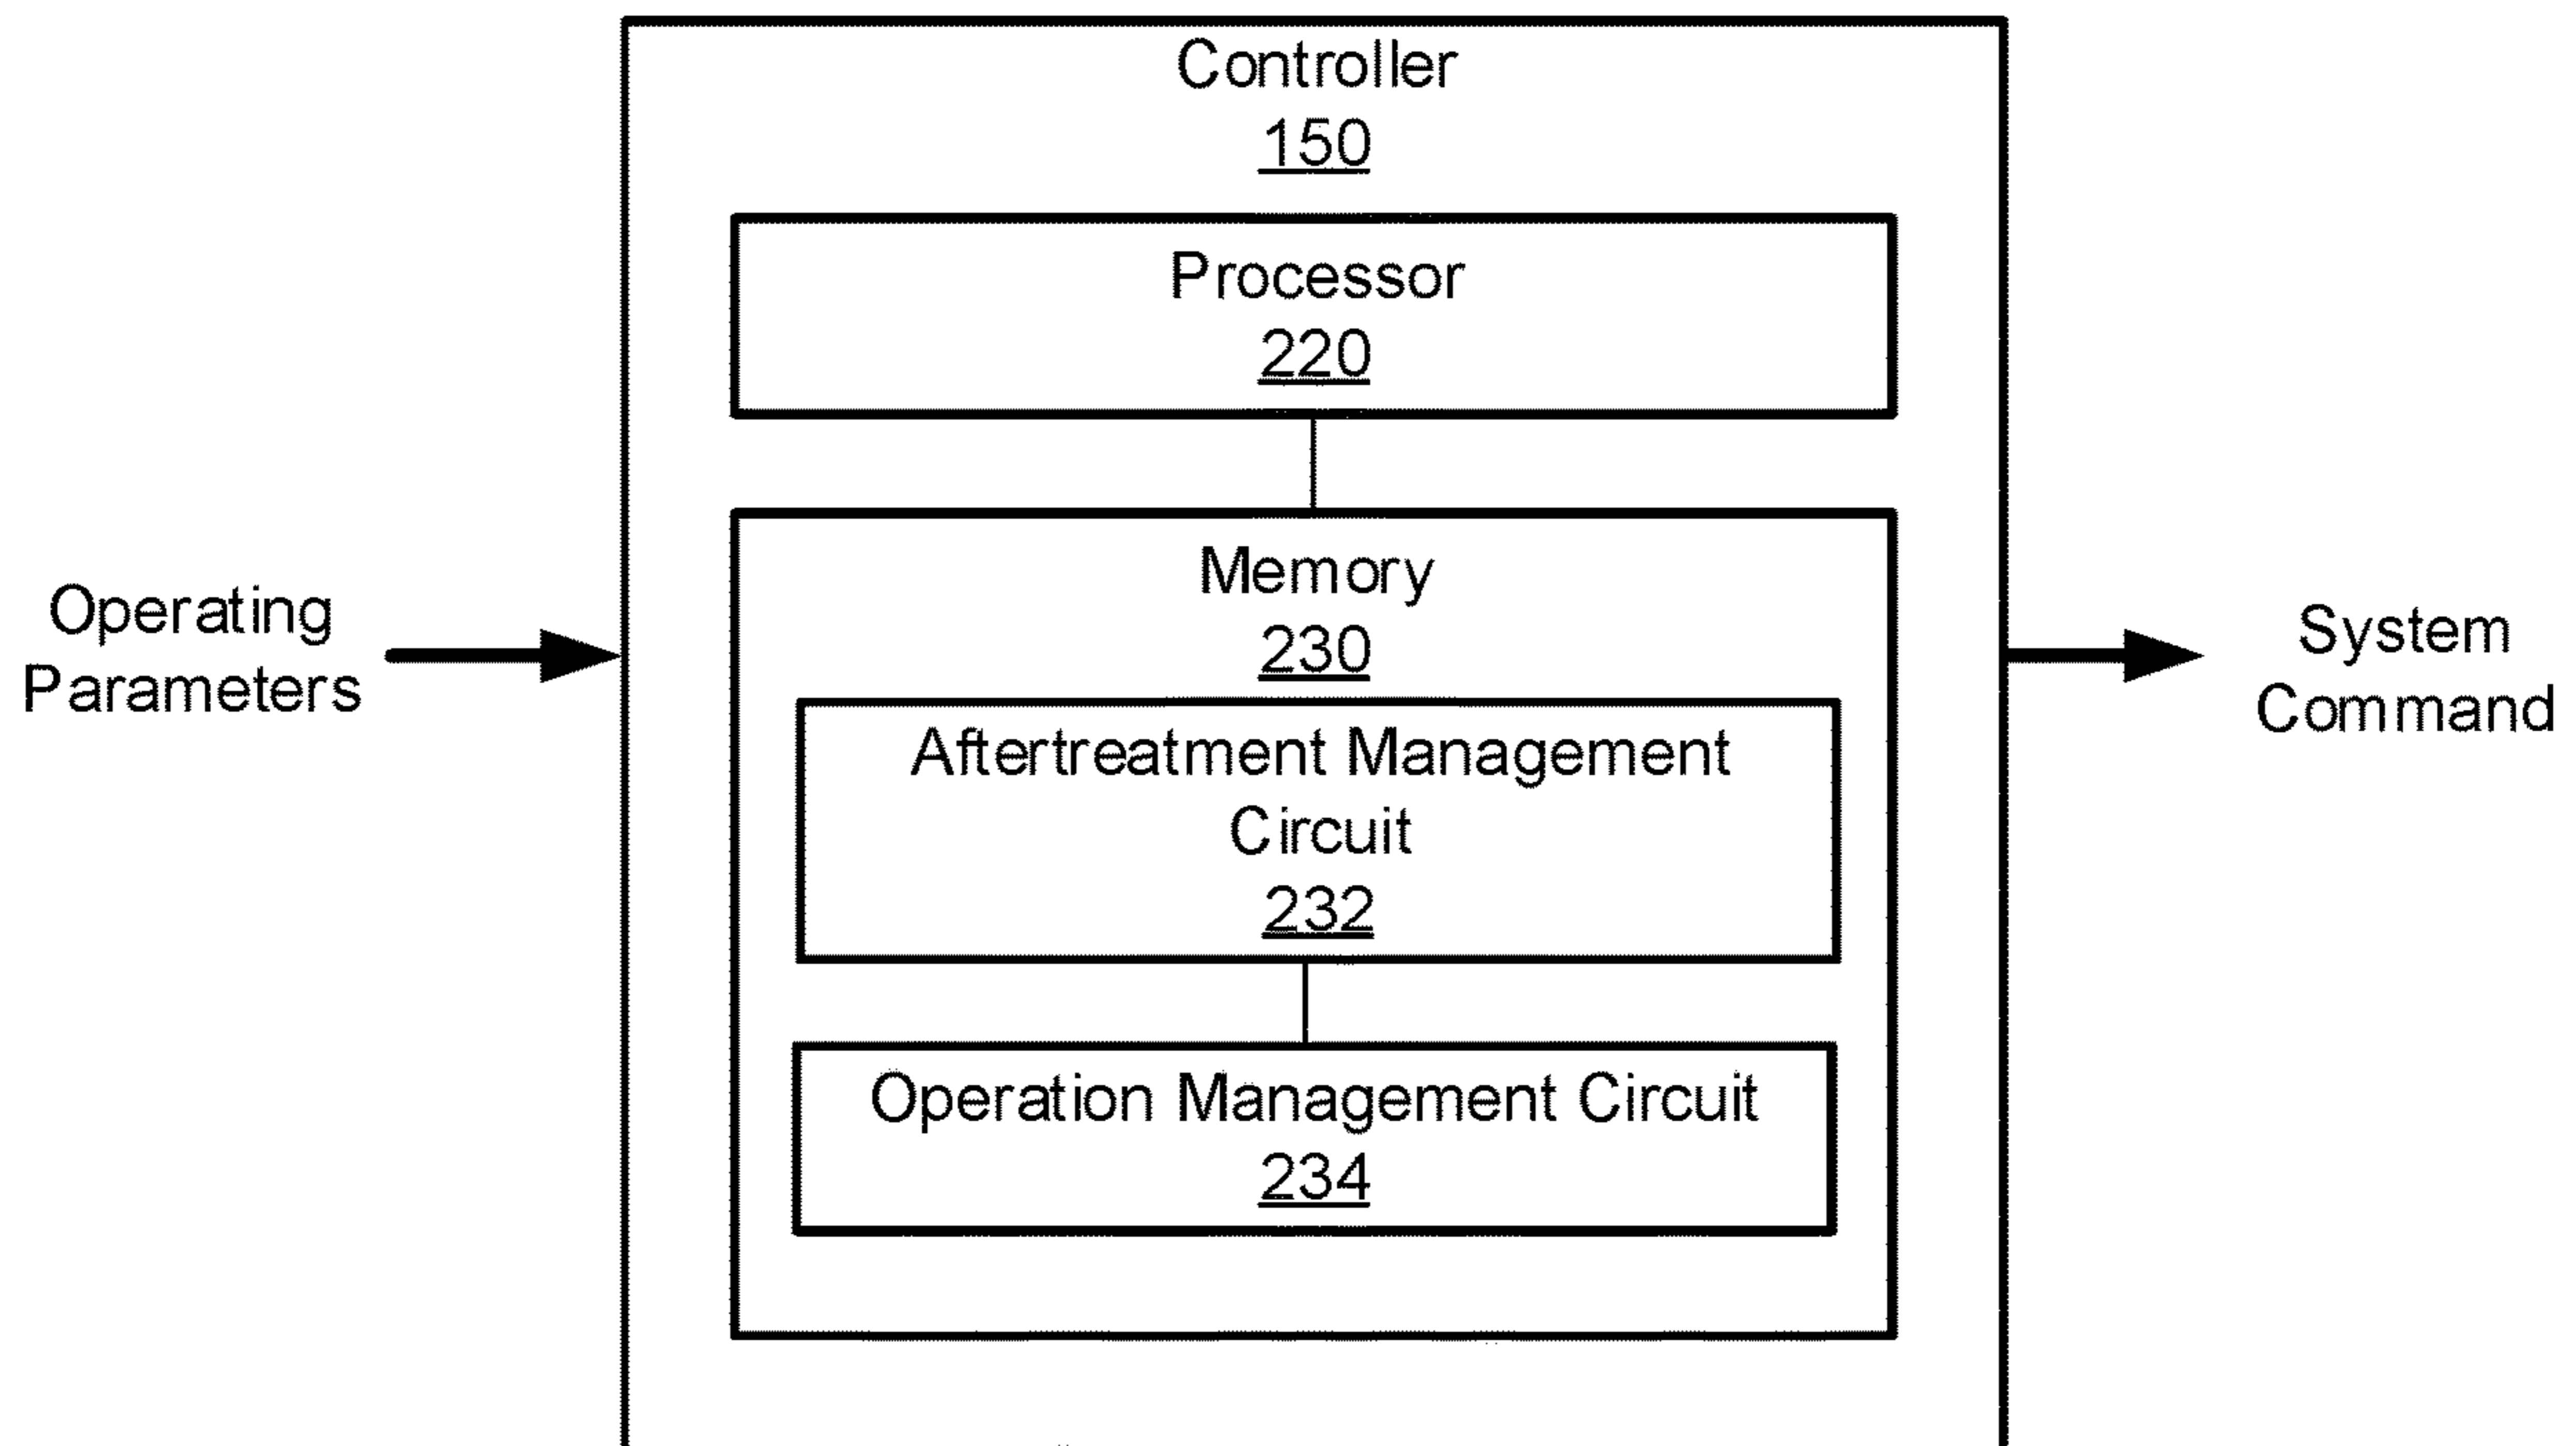 Controller
150
Processor
220
Operating
Parameters
Memory
230
Aftertreatment Management
Circuit
232
Operation Management Circuit
234
System
Command